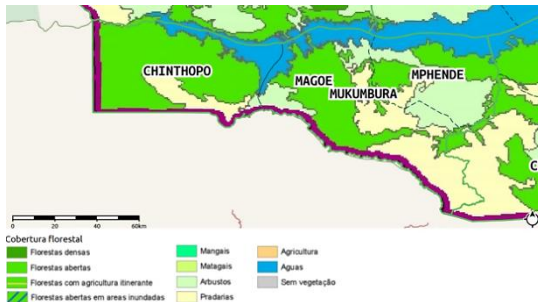 CHINTHOPO
MAGOE
MPHENDE
MUKUMBURA
C
0 20 40 60km
Cobertura florestal
Florestas densas
Florestas abertas
Florestas com agricultura itinerante
Florestas abertas em areas inundadas
Mangais
Matagais
Arbustos
Pradarias
Agricultura
Aguas
Sem vegetação